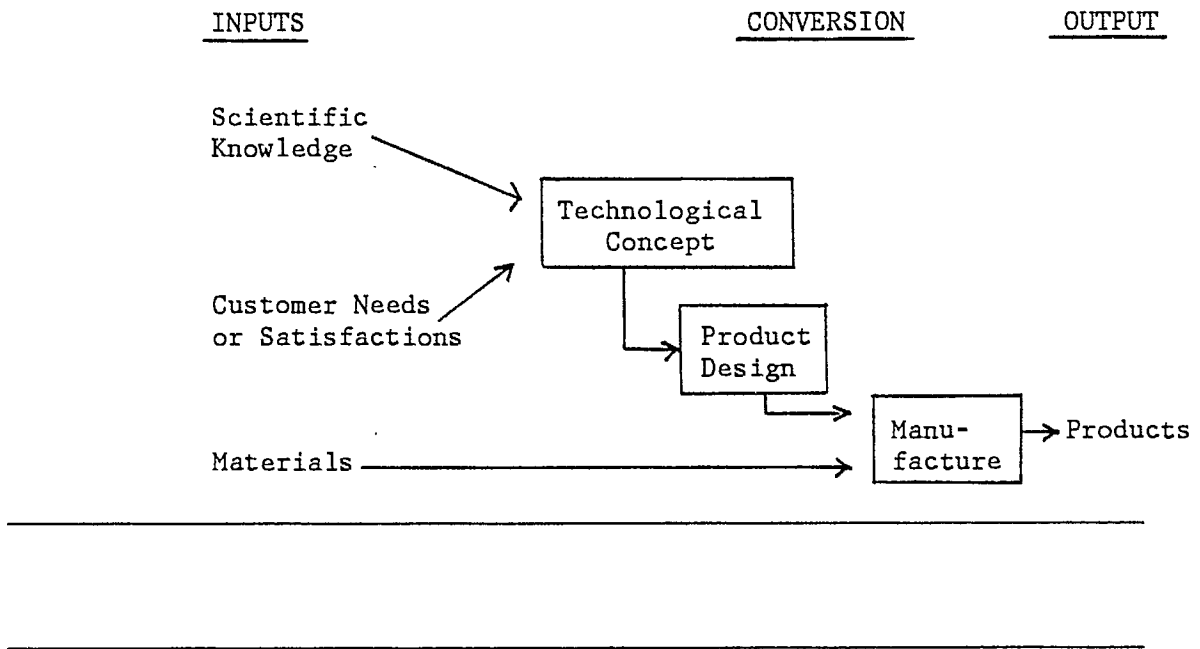 INPUTS CONVERSION OUTPUT
Scientific
Knowledge
Technological
Concept
Customer Needs
or Satisfactions
Product
Design
Manu-
facture
Products
Materials